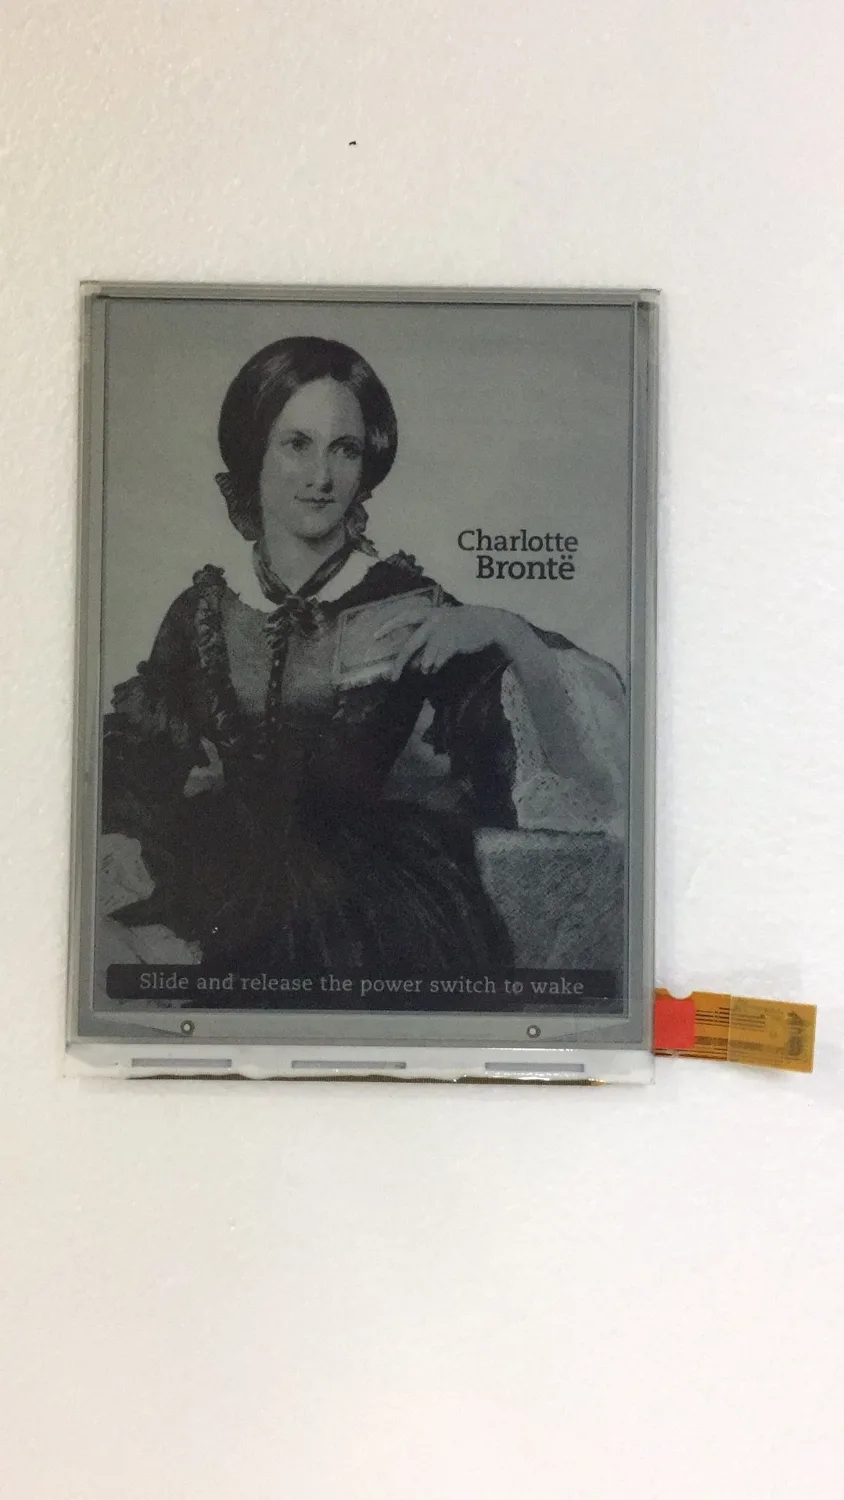 Charlotte
Brontë
Slide and release the power switch to wake